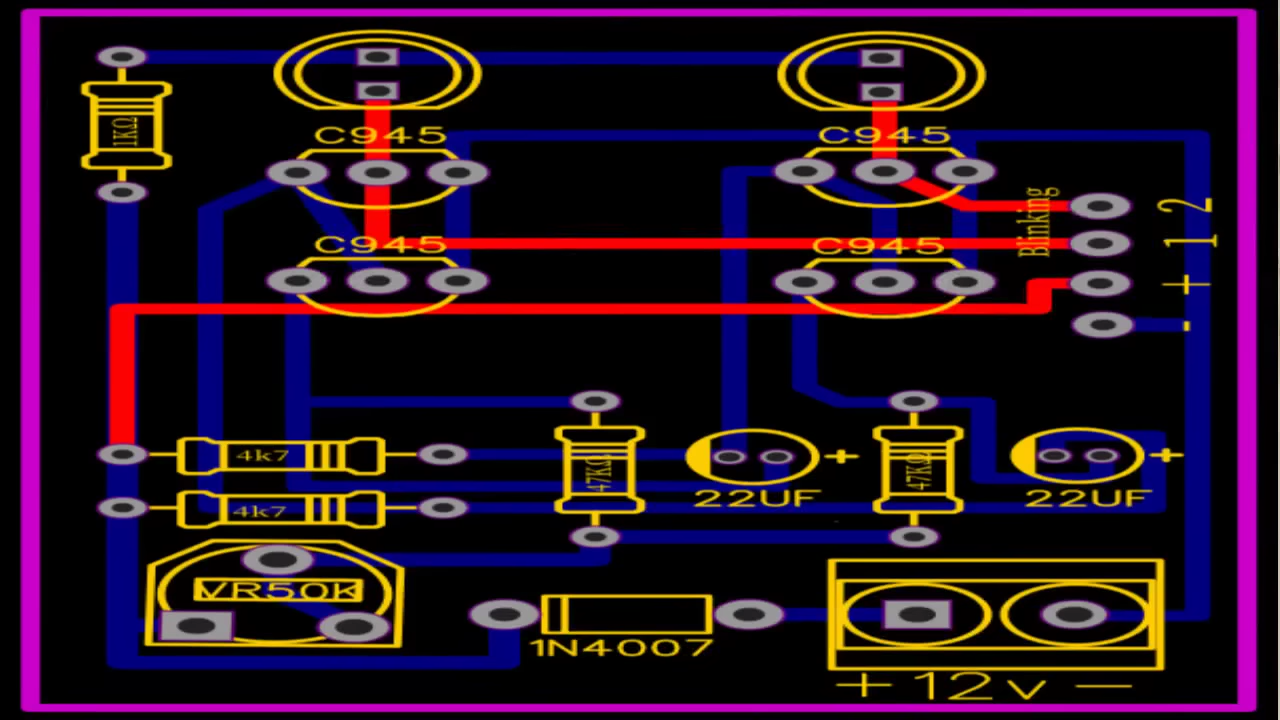 1KΩ
C945
C945
C945
C945
Blinking
2
1
+
-
4k7
4k7
47KΩ
47KΩ
+
22UF
+
22UF
VR50k
1N4007
+12v-